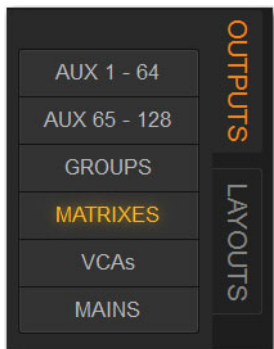 AUX 1 - 64
AUX 65 - 128
GROUPS
MATRIXES
VCAs
MAINS
OUTPUTS
LAYOUTS